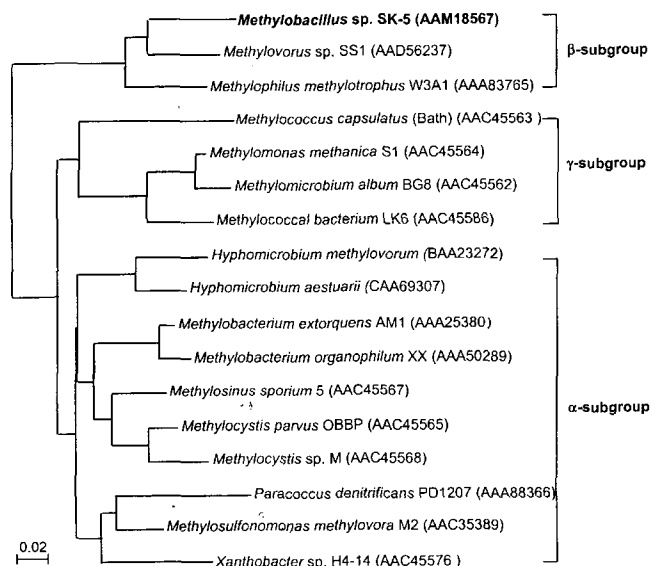 Methylobacillus sp. SK-5 (AAM18567)
Methylovorus sp. SS1 (AAD56237)
β-subgroup
Methylophilus methylotrophus W3A1 (AAA83765)
Methylococcus capsulatus (Bath) (AAC45563 )
Methylomonas methanica S1 (AAC45564)
γ-subgroup
Methylomicrobium album BG8 (AAC45562)
Methylococcal bacterium LK6 (AAC45586)
Hyphomicrobium methylovorum (BAA23272)
Hyphomicrobium aestuarii (CAA69307)
Methylobacterium extorquens AM1 (AAA25380)
Methylobacterium organophilum XX (AAA50289)
Methylosinus sporium 5 (AAC45567)
α-subgroup
Methylocystis parvus OBBP (AAC45565)
Methylocystis sp. M (AAC45568)
Paracoccus denitrificans PD1207 (AAA88366)
Methylosulfonomonas methylovora M2 (AAC35389)
0.02
Xanthobacter sp. H4-14 (AAC45576 )